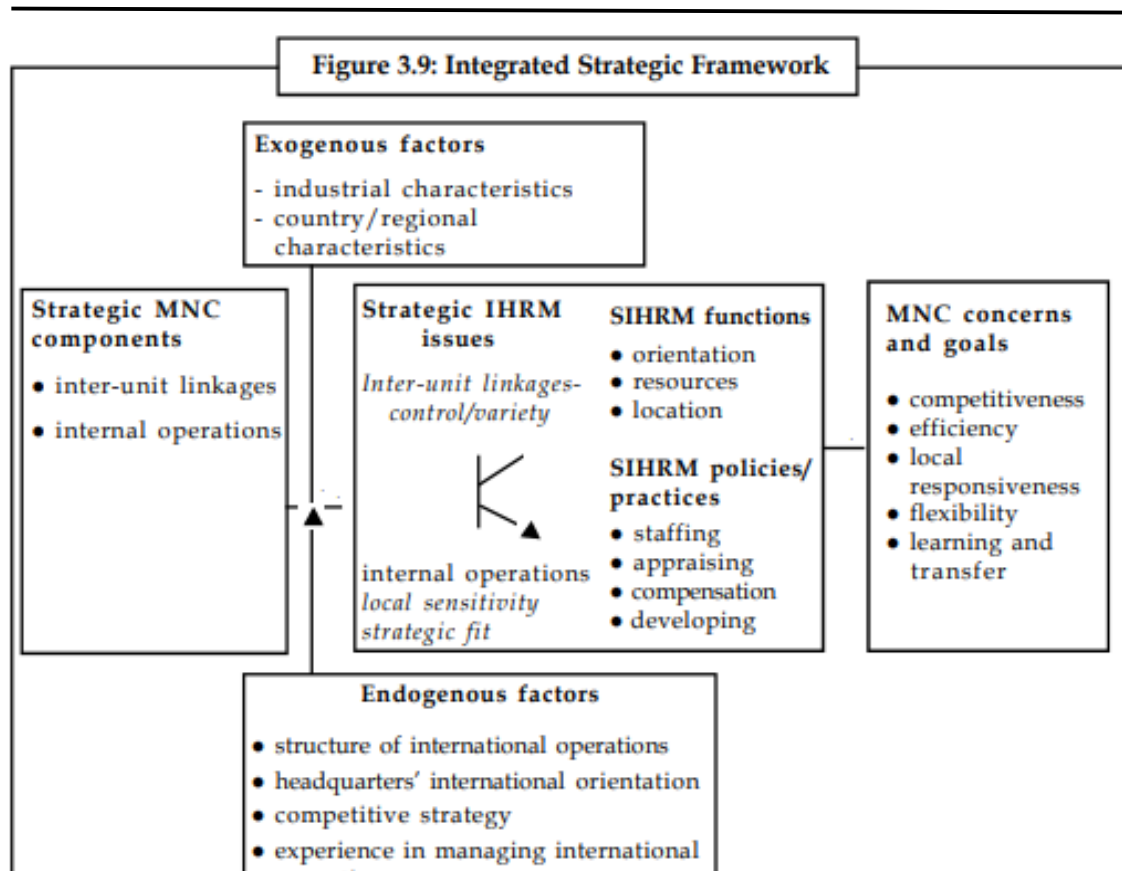 Figure 3.9: Integrated Strategic Framework
Exogenous factors
- industrial characteristics
- country/regional
characteristics
Strategic MNC
components
● inter-unit linkages
● internal operations
Strategic IHRM
issues
Inter-unit linkages-
control/variety
internal operations
local sensitivity
strategic fit
SIHRM functions
● orientation
● resources
● location
SIHRM policies/
practices
● staffing
● appraising
● compensation
● developing
MNC concerns
and goals
● competitiveness
● efficiency
● local
responsiveness
● flexibility
● learning and
transfer
Endogenous factors
● structure of international operations
● headquarters' international orientation
● competitive strategy
● experience in managing international